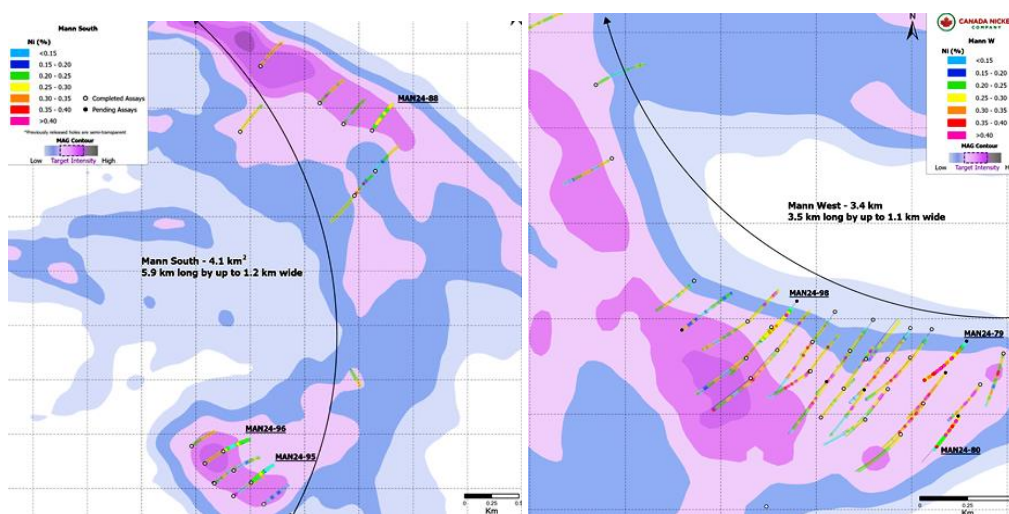 Mann South
Ni (%)
<0.15
0.15 - 0.20
0.20 - 0.25
0.25 - 0.30
0.30 - 0.35
0.35 - 0.40
>0.40
Completed Assays
Pending Assays
*Previously released holes are semi-transparent
MAG Contour
Low Target Intensity High
MAN24-88
Mann South - 4.1 km²
5.9 km long by up to 1.2 km wide
MAN24-96
MAN24-95
0 0.25
Km
CANADA NICKEL
COMPANY
Mann W
Ni (%)
<0.15
0.15 - 0.20
0.20 - 0.25
0.25 - 0.30
0.30 - 0.35
0.35 - 0.40
>0.40
MAG Contour
Low Target Intensity
Mann West - 3.4 km
3.5 km long by up to 1.1 km wide
MAN24-98
MAN24-79
MAN24-80
0 0.25
Km